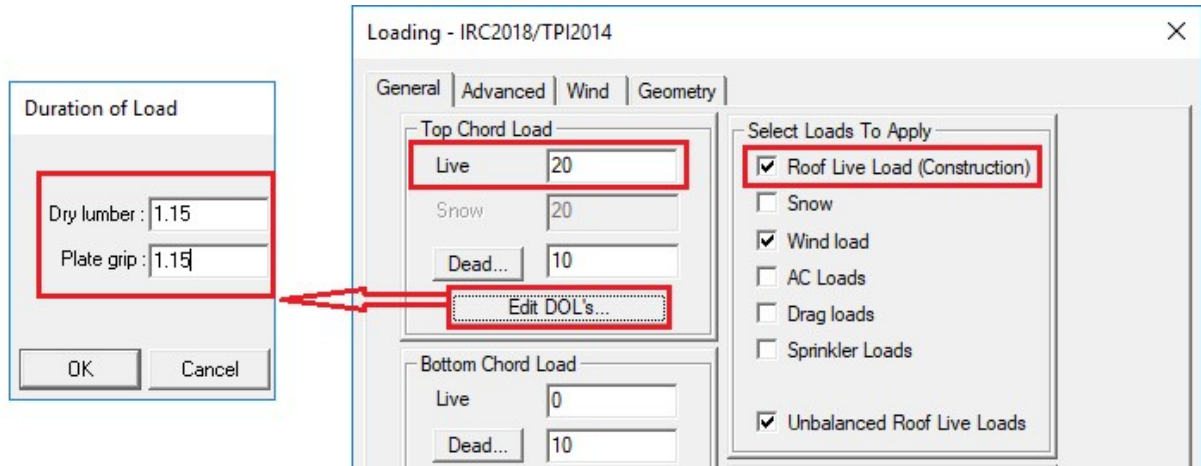 Duration of Load
Dry lumber : 1.15
Plate grip : 1.15
OK Cancel
Loading - IRC2018/TPI2014
General Advanced Wind Geometry
Top Chord Load
Live 20
Snow 20
Dead... 10
Edit DOL's...
Bottom Chord Load
Live 0
Dead... 10
Select Loads To Apply
Roof Live Load (Construction)
Snow
Wind load
AC Loads
Drag loads
Sprinkler Loads
Unbalanced Roof Live Loads